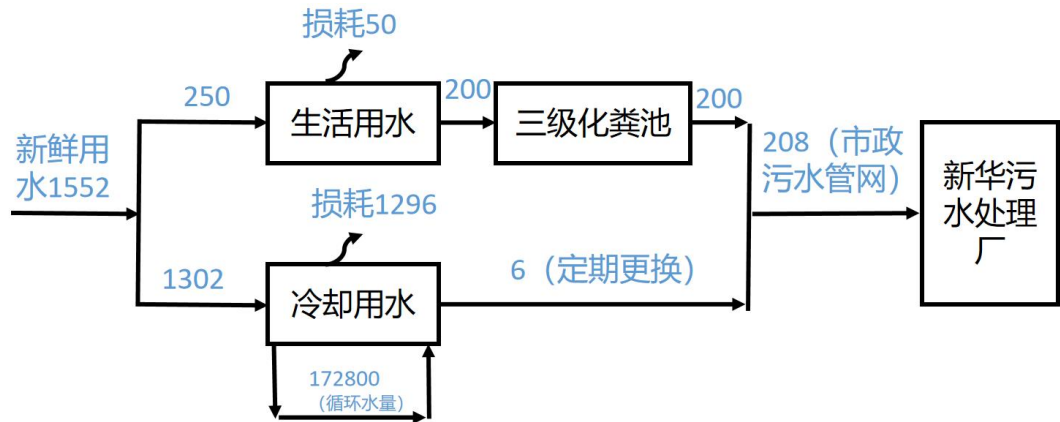 损耗50
250
生活用水
200
三级化粪池
200
新鲜用
水1552
208（市政
污水管网）
新华污
水处理
厂
损耗1296
1302
冷却用水
6（定期更换）
172800
（循环水量）